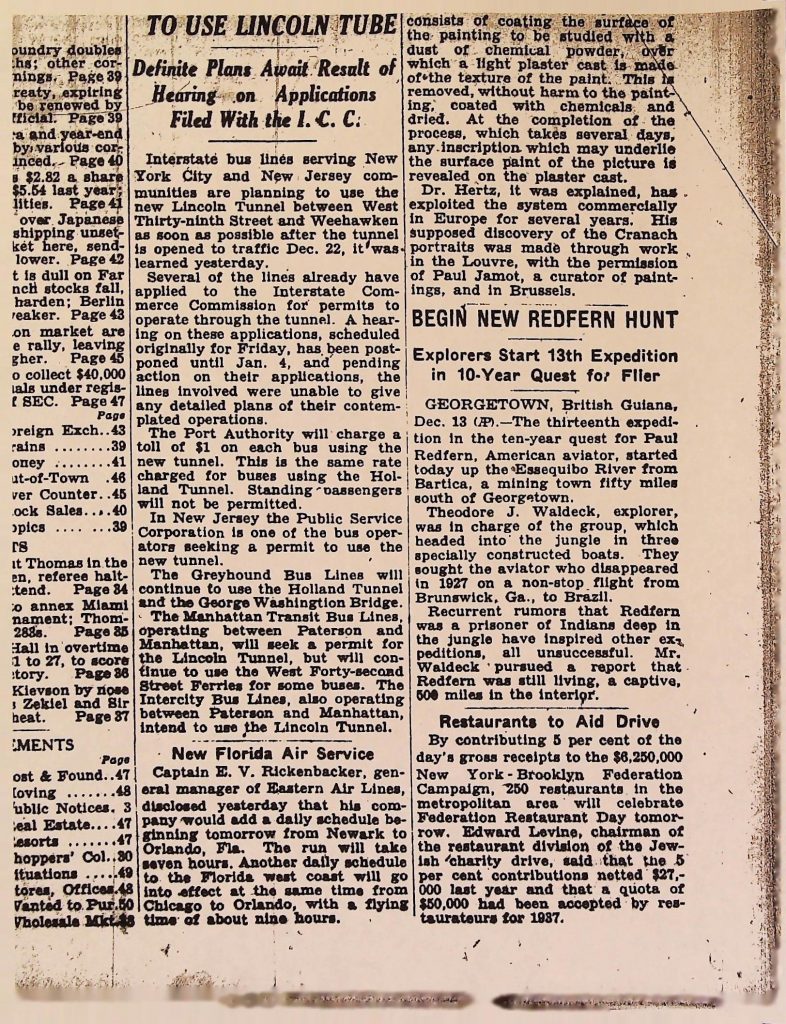 oundry doubles
hs; other cor-
nings. Page 39
reaty, expiring
be renewed by
fficial. Page 39
a and year-end
by various cor-
inced. Page 40
s $2.82 a share
$5.54 last year;
lities. Page 41
over Japanese
shipping unset-
ket here, send-
lower. Page 42
t is dull on Far
nch stocks fall,
harden; Berlin
veaker. Page 43
on market are
e rally, leaving
gher. Page 45
o collect $40,000
als under regis-
f SEC. Page 47
Page
oreign Exch..43
rains ........39
oney ........41
ut-of-Town .46
ver Counter..45
ock Sales...40
opics .... ...39
TS
t Thomas in the
en, referee halt-
tend. Page 34
o annex Miami
nament; Thom-
283s. Page 35
Hall in overtime
1 to 27, to score
tory. Page 36
Kievson by nose
s Zekiel and Sir
heat. Page 37
EMENTS
Page
ost & Found..47
oving .......48
ublic Notices. 3
eal Estate....47
esorts ......47
hoppers' Col..30
ituations ....49
tores, Offices.48
Wanted to Pur.50
Wholesale Mkt.
TO USE LINCOLN TUBE
Definite Plans Await Result of
Hearing on Applications
Filed With the I. C. C.
Interstate bus lines serving New
York City and New Jersey com-
munities are planning to use the
new Lincoln Tunnel between West
Thirty-ninth Street and Weehawken
as soon as possible after the tunnel
is opened to traffic Dec. 22, it was
learned yesterday.
Several of the lines already have
applied to the Interstate Com-
merce Commission for permits to
operate through the tunnel. A hear-
ing on these applications, scheduled
originally for Friday, has been post-
poned until Jan. 4, and pending
action on their applications, the
lines involved were unable to give
any detailed plans of their contem-
plated operations.
The Port Authority will charge a
toll of $1 on each bus using the
new tunnel. This is the same rate
charged for buses using the Hol-
land Tunnel. Standing passengers
will not be permitted.
In New Jersey the Public Service
Corporation is one of the bus oper-
ators seeking a permit to use the
new tunnel.
The Greyhound Bus Lines will
continue to use the Holland Tunnel
and the George Washingtion Bridge.
The Manhattan Transit Bus Lines,
operating between Paterson and
Manhattan, will seek a permit for
the Lincoln Tunnel, but will con-
tinue to use the West Forty-second
Street Ferries for some buses. The
Intercity Bus Lines, also operating
between Paterson and Manhattan,
intend to use the Lincoln Tunnel.
New Florida Air Service
Captain E. V. Rickenbacker, gen-
eral manager of Eastern Air Lines,
disclosed yesterday that his com-
pany would add a daily schedule be-
ginning tomorrow from Newark to
Orlando, Fla. The run will take
seven hours. Another daily schedule
to the Florida west coast will go
into effect at the same time from
Chicago to Orlando, with a flying
time of about nine hours.
consists of coating the surface of
the painting to be studied with a
dust of chemical powder, over
which a light plaster cast is made
of the texture of the paint. This is
removed, without harm to the paint-
ing, coated with chemicals and
dried. At the completion of the
process, which takes several days,
any inscription which may underlie
the surface paint of the picture is
revealed on the plaster cast.
Dr. Hertz, it was explained, has
exploited the system commercially
in Europe for several years. His
supposed discovery of the Cranach
portraits was made through work
in the Louvre, with the permission
of Paul Jamot, a curator of paint-
ings, and in Brussels.
BEGIN NEW REDFERN HUNT
Explorers Start 13th Expedition
in 10-Year Quest for Flier
GEORGETOWN, British Guiana,
Dec. 13 (AP).—The thirteenth expedi-
tion in the ten-year quest for Paul
Redfern, American aviator, started
today up the Essequibo River from
Bartica, a mining town fifty miles
south of Georgetown.
Theodore J. Waldeck, explorer,
was in charge of the group, which
headed into the jungle in three
specially constructed boats. They
sought the aviator who disappeared
in 1927 on a non-stop flight from
Brunswick, Ga., to Brazil.
Recurrent rumors that Redfern
was a prisoner of Indians deep in
the jungle have inspired other ex-
peditions, all unsuccessful. Mr.
Waldeck pursued a report that
Redfern was still living, a captive,
500 miles in the interior.
Restaurants to Aid Drive
By contributing 5 per cent of the
day's gross receipts to the $6,250,000
New York-Brooklyn Federation
Campaign, 250 restaurants in the
metropolitan area will celebrate
Federation Restaurant Day tomor-
row. Edward Levine, chairman of
the restaurant division of the Jew-
ish charity drive, said that the 5
per cent contributions netted $27,-
000 last year and that a quota of
$50,000 had been accepted by res-
taurateurs for 1937.